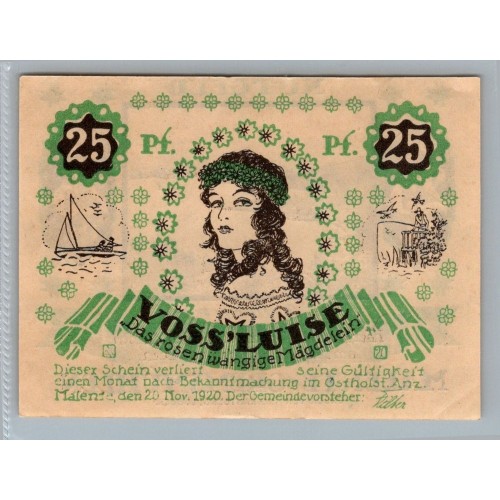 25 Pf. Pf. 25
VOSS' LUISE
„Das rosenwangige Mägdelein"
Dieser Schein verliert seine Gültigkeit
einen Monat nach Bekanntmachung im Ostholst. Anz.
Malente, den 25 Nov. 1920. Der Gemeindevorsteher: